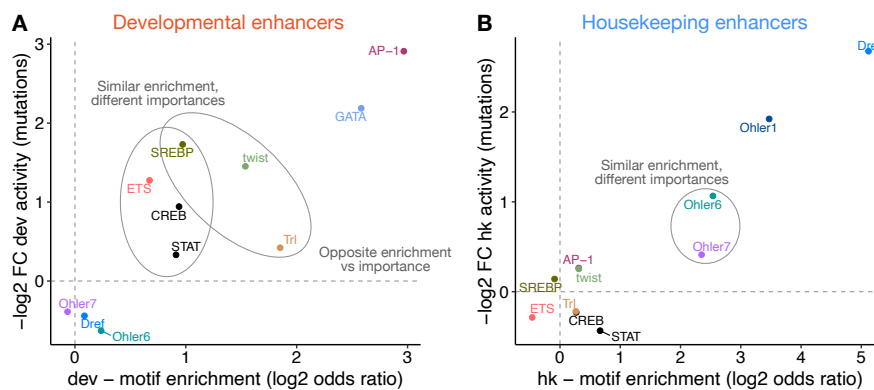 A
Developmental enhancers
−log2 FC dev activity (mutations)
3
2
1
0
AP−1
GATA
Similar enrichment,
different importances
SREBP
twist
ETS
CREB
STAT
Trl
Opposite enrichment
vs importance
Ohler7
Dref
Ohler6
0
1
2
3
dev − motif enrichment (log2 odds ratio)
B
Housekeeping enhancers
−log2 FC hk activity (mutations)
3
2
1
0
Ohler1
Similar enrichment,
different importances
Ohler6
Ohler7
AP−1
twist
SREBP
ETS
Trl
CREB
STAT
0
1
2
3
4
5
hk − motif enrichment (log2 odds ratio)